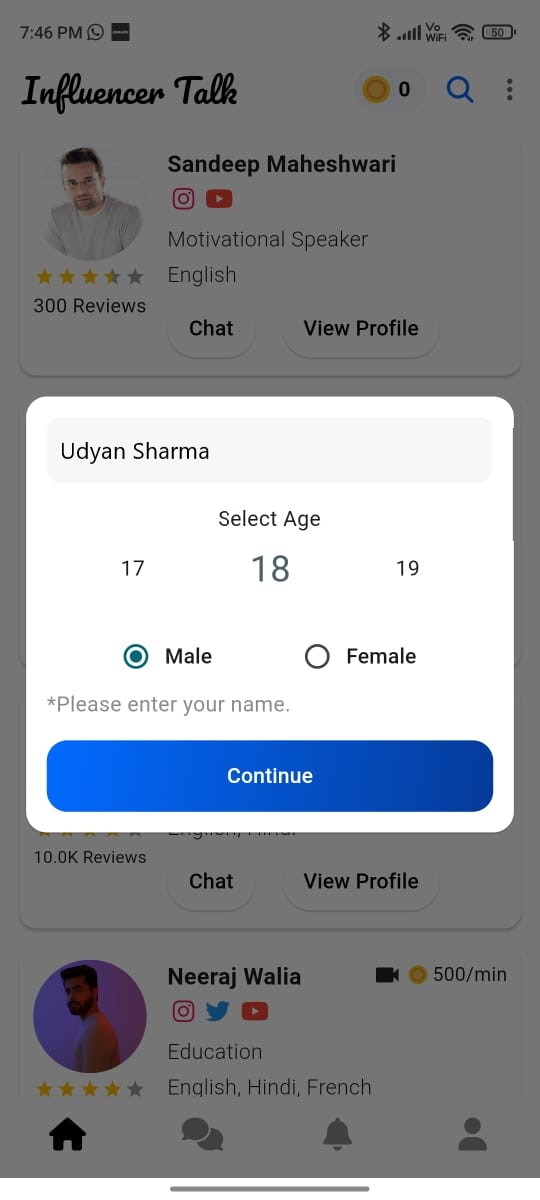 7:46 PM
Vo
WiFi
50
Influencer Talk
0
Sandeep Maheshwari
Motivational Speaker
English
300 Reviews
Chat
View Profile
Udyan Sharma
Select Age
17
18
19
Male
Female
*Please enter your name.
Continue
English, Hindi
10.0K Reviews
Chat
View Profile
Neeraj Walia
500/min
Education
English, Hindi, French